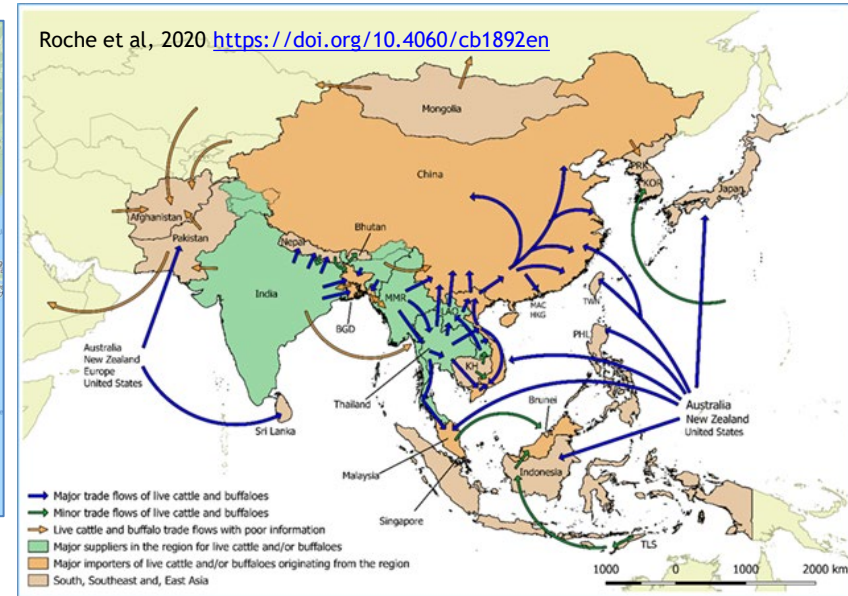 Roche et al, 2020 https://doi.org/10.4060/cb1892en
Mongolia
China
PRK
KOR
Japan
Afghanistan
Pakistan
Nepal
Bhutan
India
MMR
LAO
BGD
MAC
HKG
TWN
PHL
KH
Thailand
Sri Lanka
Brunei
Malaysia
Indonesia
Singapore
TLS
Australia
New Zealand
Europe
United States
Australia
New Zealand
United States
Major trade flows of live cattle and buffaloes
Minor trade flows of live cattle and buffaloes
Live cattle and buffalo trade flows with poor information
Major suppliers in the region for live cattle and/or buffaloes
Major importers of live cattle and/or buffaloes originating from the region
South, Southeast and, East Asia
1000 0 1000 2000 km